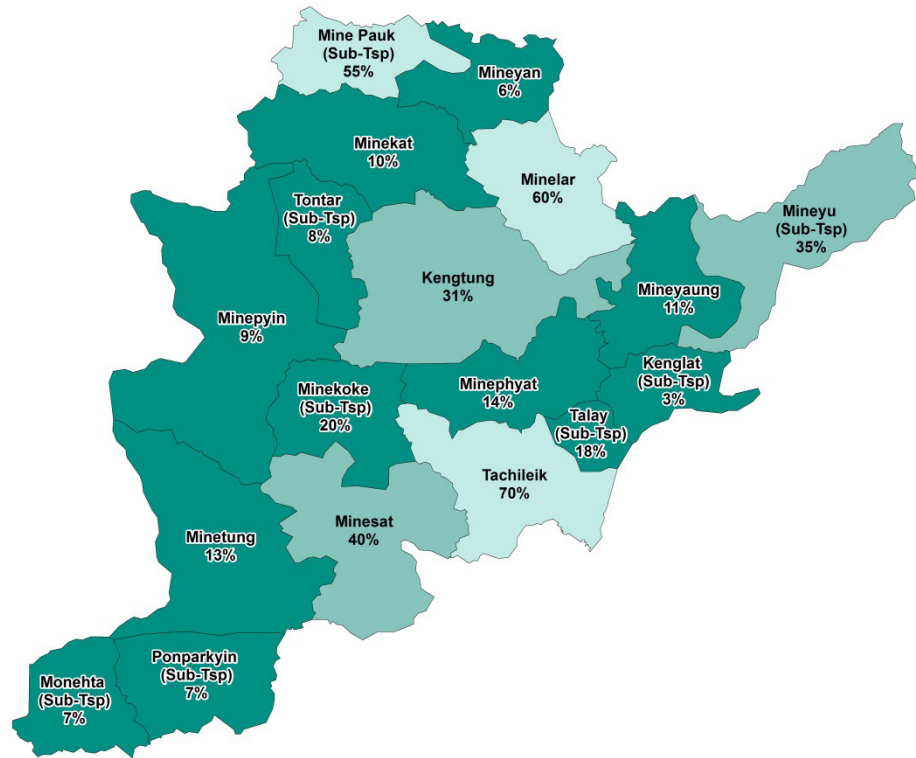 Mine Pauk
(Sub-Tsp)
55%
Mineyan
6%
Minekat
10%
Minelar
60%
Tontar
(Sub-Tsp)
8%
Mineyu
(Sub-Tsp)
35%
Kengtung
31%
Mineyaung
11%
Minepyin
9%
Kenglat
(Sub-Tsp)
3%
Minekoke
(Sub-Tsp)
20%
Minephyat
14%
Talay
(Sub-Tsp)
18%
Tachileik
70%
Minesat
40%
Minetung
13%
Ponparkyin
(Sub-Tsp)
7%
Monehta
(Sub-Tsp)
7%